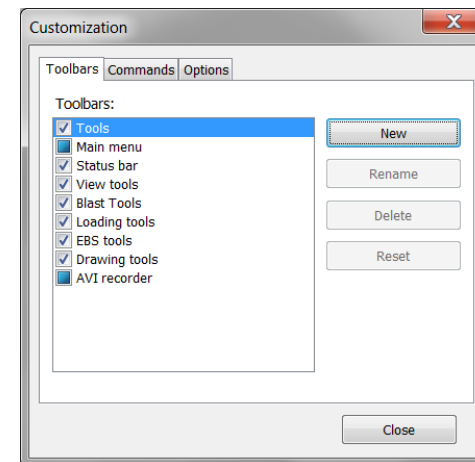 Customization
Toolbars Commands Options
Toolbars:
Tools
Main menu
Status bar
View tools
Blast Tools
Loading tools
EBS tools
Drawing tools
AVI recorder
New
Rename
Delete
Reset
Close